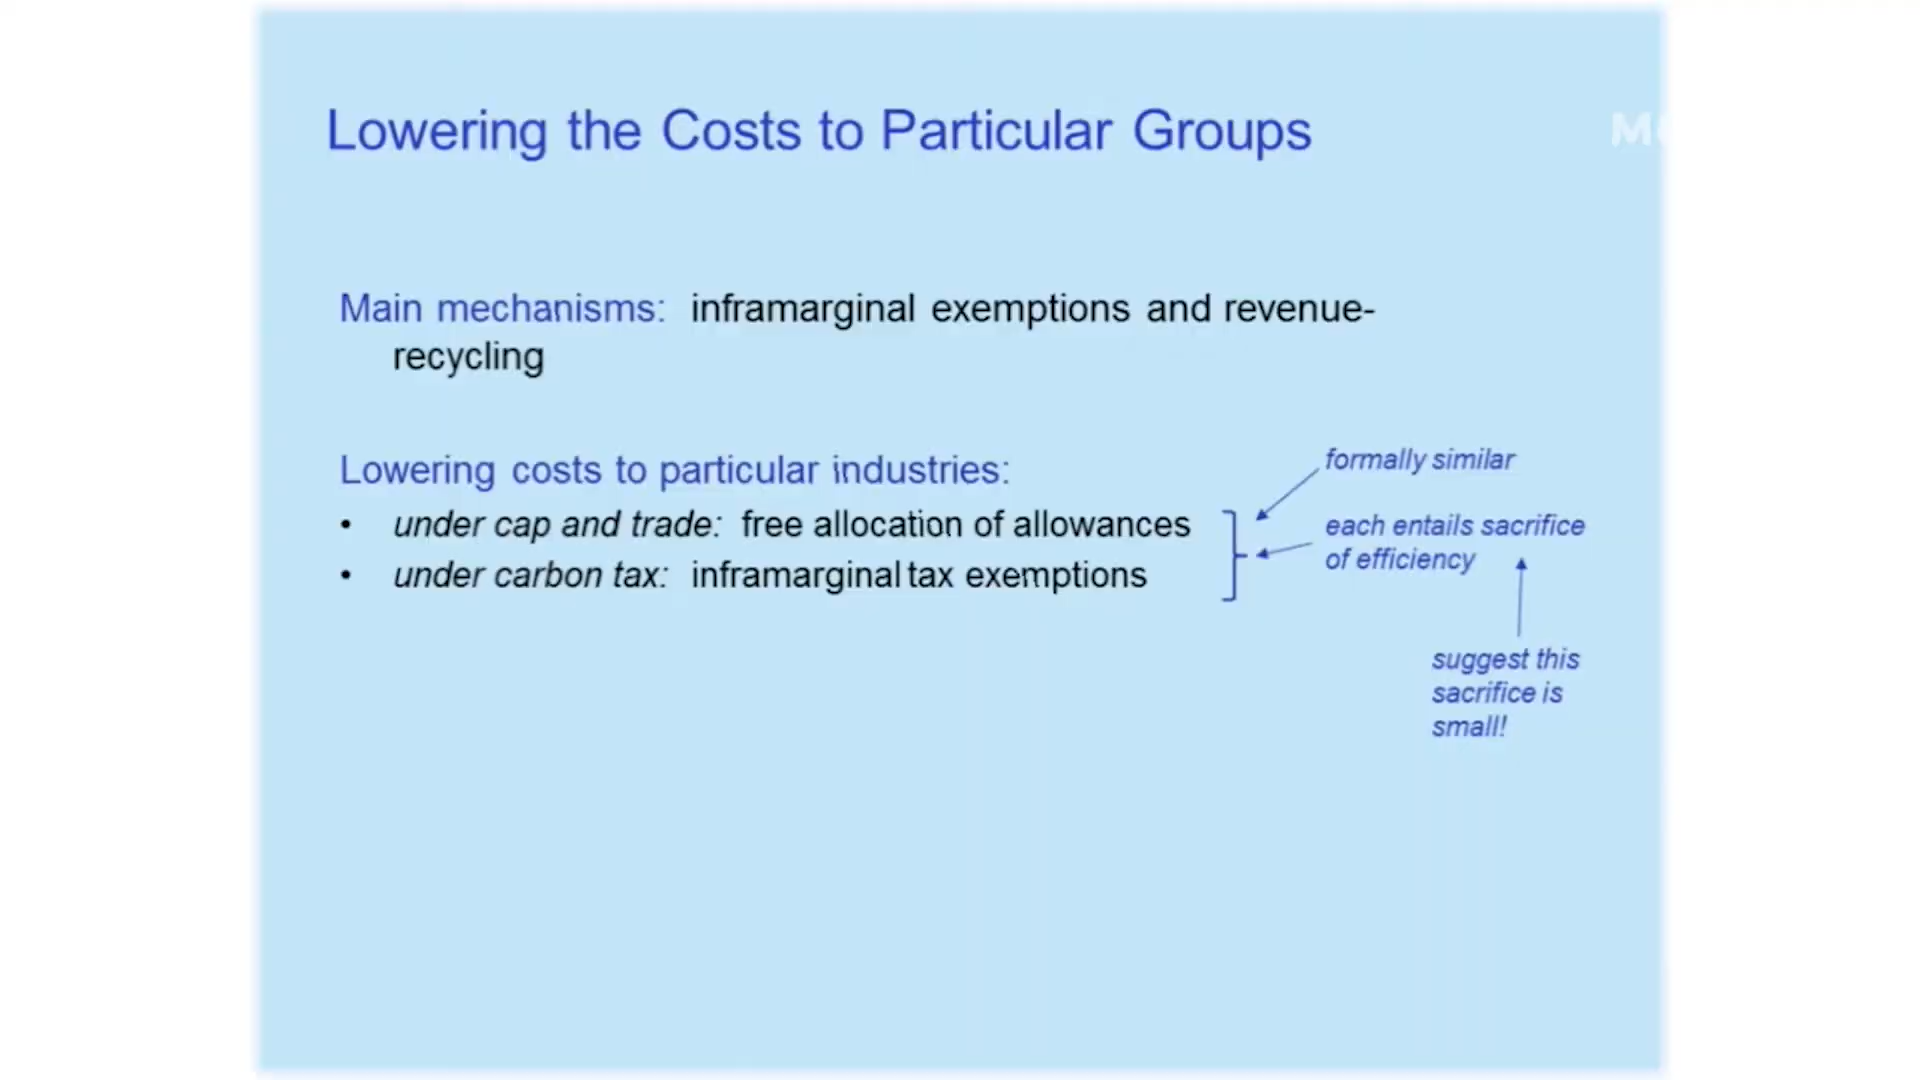 Lowering the Costs to Particular Groups
Main mechanisms: inframarginal exemptions and revenue-
recycling
Lowering costs to particular industries:
• under cap and trade: free allocation of allowances
• under carbon tax: inframarginal tax exemptions
formally similar
each entails sacrifice
of efficiency
suggest this
sacrifice is
small!